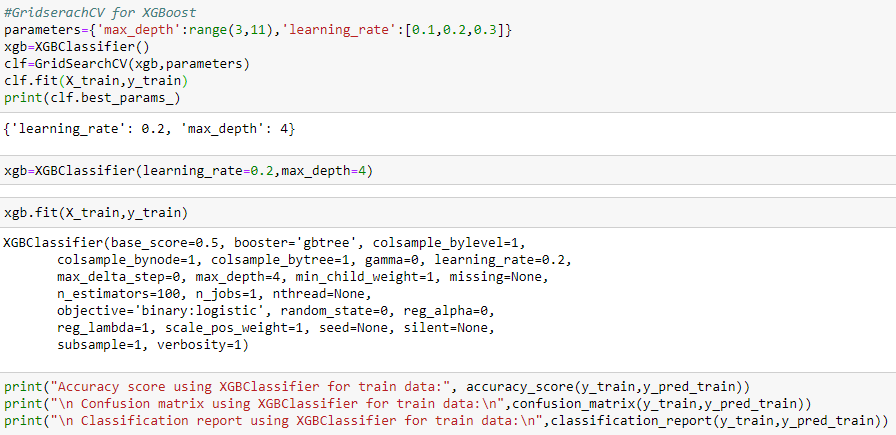 #GridserachCV for XGBoost
parameters={'max_depth':range(3,11),'learning_rate':[0.1,0.2,0.3]}
xgb=XGBClassifier()
clf=GridSearchCV(xgb,parameters)
clf.fit(X_train,y_train)
print(clf.best_params_)
{'learning_rate': 0.2, 'max_depth': 4}
xgb=XGBClassifier(learning_rate=0.2,max_depth=4)
xgb.fit(X_train,y_train)
XGBClassifier(base_score=0.5, booster='gbtree', colsample_bylevel=1,
       colsample_bynode=1, colsample_bytree=1, gamma=0, learning_rate=0.2,
       max_delta_step=0, max_depth=4, min_child_weight=1, missing=None,
       n_estimators=100, n_jobs=1, nthread=None,
       objective='binary:logistic', random_state=0, reg_alpha=0,
       reg_lambda=1, scale_pos_weight=1, seed=None, silent=None,
       subsample=1, verbosity=1)
print("Accuracy score using XGBClassifier for train data:", accuracy_score(y_train,y_pred_train))
print("\n Confusion matrix using XGBClassifier for train data:\n",confusion_matrix(y_train,y_pred_train))
print("\n Classification report using XGBClassifier for train data:\n",classification_report(y_train,y_pred_train))